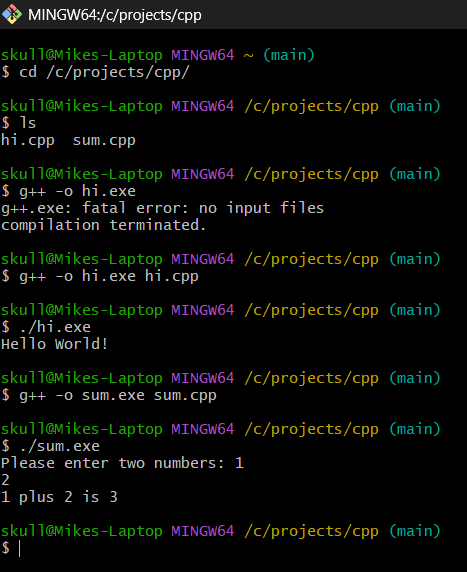 MINGW64:/c/projects/cpp
skull@Mikes-Laptop MINGW64 ~ (main)
$ cd /c/projects/cpp/
skull@Mikes-Laptop MINGW64 /c/projects/cpp (main)
$ ls
hi.cpp  sum.cpp
skull@Mikes-Laptop MINGW64 /c/projects/cpp (main)
$ g++ -o hi.exe
g++.exe: fatal error: no input files
compilation terminated.
skull@Mikes-Laptop MINGW64 /c/projects/cpp (main)
$ g++ -o hi.exe hi.cpp
skull@Mikes-Laptop MINGW64 /c/projects/cpp (main)
$ ./hi.exe
Hello World!
skull@Mikes-Laptop MINGW64 /c/projects/cpp (main)
$ g++ -o sum.exe sum.cpp
skull@Mikes-Laptop MINGW64 /c/projects/cpp (main)
$ ./sum.exe
Please enter two numbers: 1
2
1 plus 2 is 3
skull@Mikes-Laptop MINGW64 /c/projects/cpp (main)
$